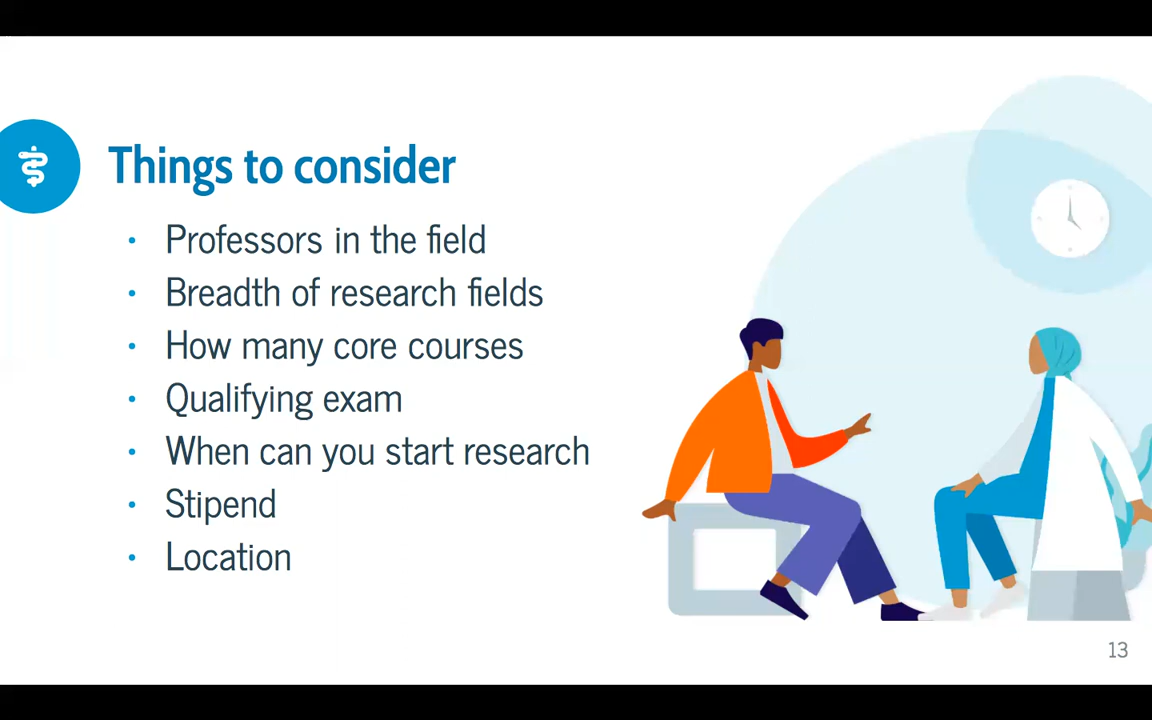 Things to consider
• Professors in the field
• Breadth of research fields
• How many core courses
• Qualifying exam
• When can you start research
• Stipend
• Location
13